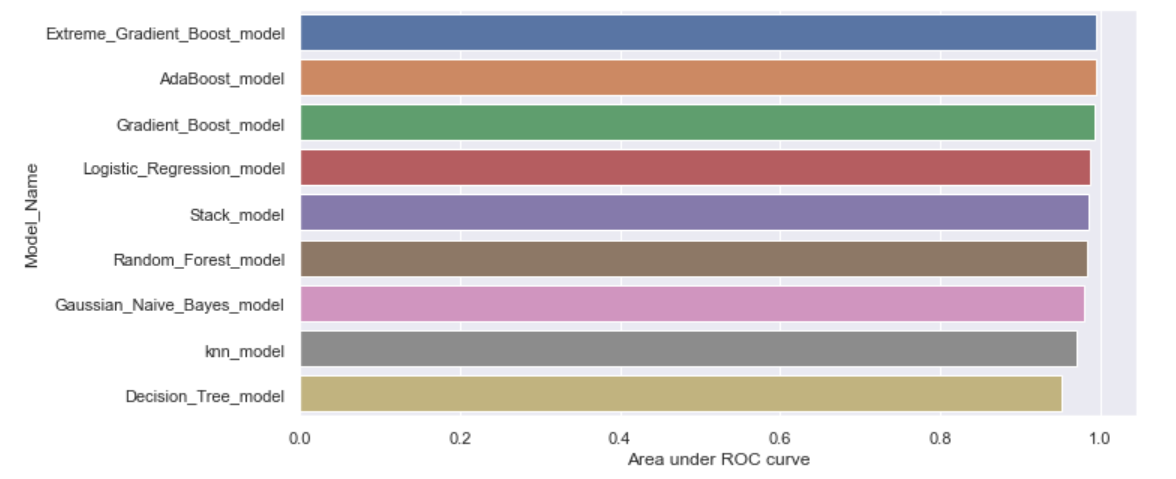 Extreme_Gradient_Boost_model
AdaBoost_model
Gradient_Boost_model
Logistic_Regression_model
Stack_model
Random_Forest_model
Gaussian_Naive_Bayes_model
knn_model
Decision_Tree_model
Model_Name
0.0 0.2 0.4 0.6 0.8 1.0
Area under ROC curve